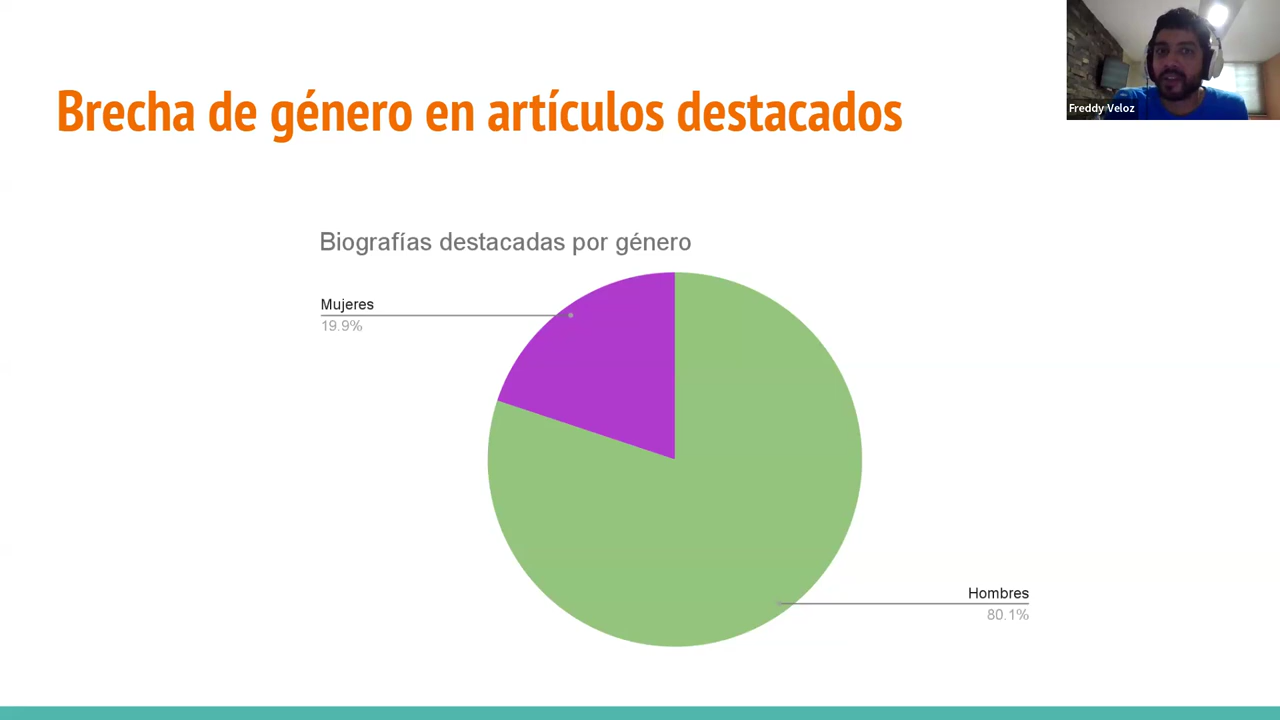 Brecha de género en artículos destacados
Freddy Veloz
Biografías destacadas por género
Mujeres
19.9%
Hombres
80.1%